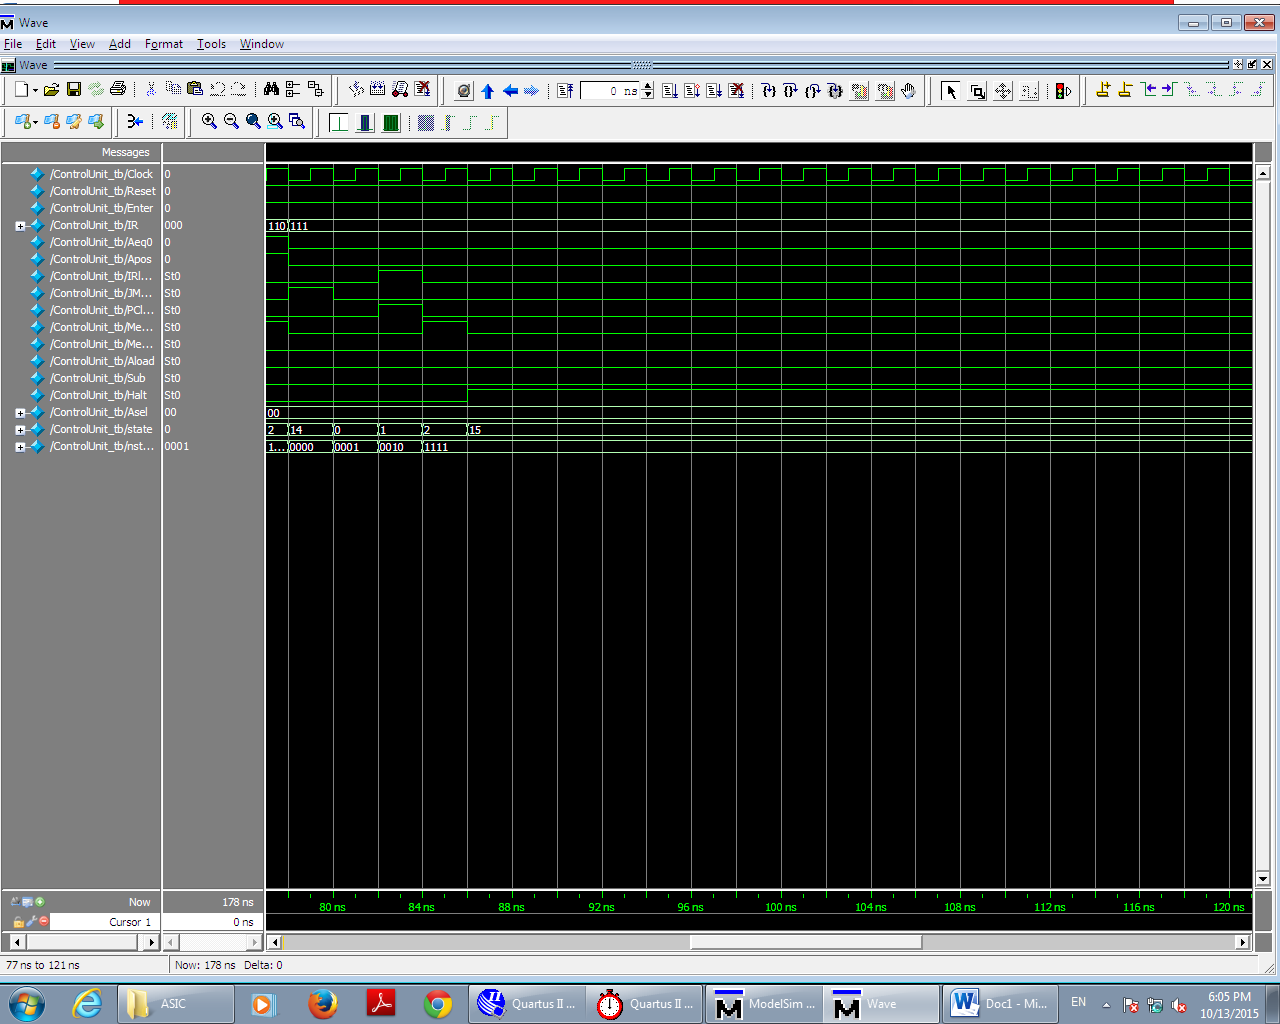 Wave
File Edit View Add Format Tools Window
Wave
0 ns
Messages
/ControlUnit_tb/Clock 0
/ControlUnit_tb/Reset 0
/ControlUnit_tb/Enter 0
/ControlUnit_tb/IR 000 110 111
/ControlUnit_tb/Aeq0 0
/ControlUnit_tb/Apos 0
/ControlUnit_tb/IRl... St0
/ControlUnit_tb/JM... St0
/ControlUnit_tb/PCl... St0
/ControlUnit_tb/Me... St0
/ControlUnit_tb/Me... St0
/ControlUnit_tb/Aload St0
/ControlUnit_tb/Sub St0
/ControlUnit_tb/Halt St0
/ControlUnit_tb/Asel 00 00
/ControlUnit_tb/state 0 2 14 0 1 2 15
/ControlUnit_tb/nst... 0001 1... 0000 0001 0010 1111
Now 178 ns 80 ns 84 ns 88 ns 92 ns 96 ns 100 ns 104 ns 108 ns 112 ns 116 ns 120 ns
Cursor 1 0 ns
77 ns to 121 ns Now: 178 ns Delta: 0
ASIC Quartus II ... Quartus II ... ModelSim ... Wave Doc1 - Mi... EN 6:05 PM
10/13/2015